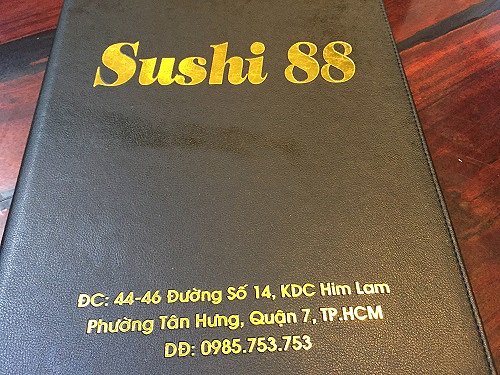 Sushi 88
ĐC: 44-46 Đường Số 14, KDC Him Lam
Phường Tân Hưng, Quận 7, TP.HCM
DĐ: 0985.753.753